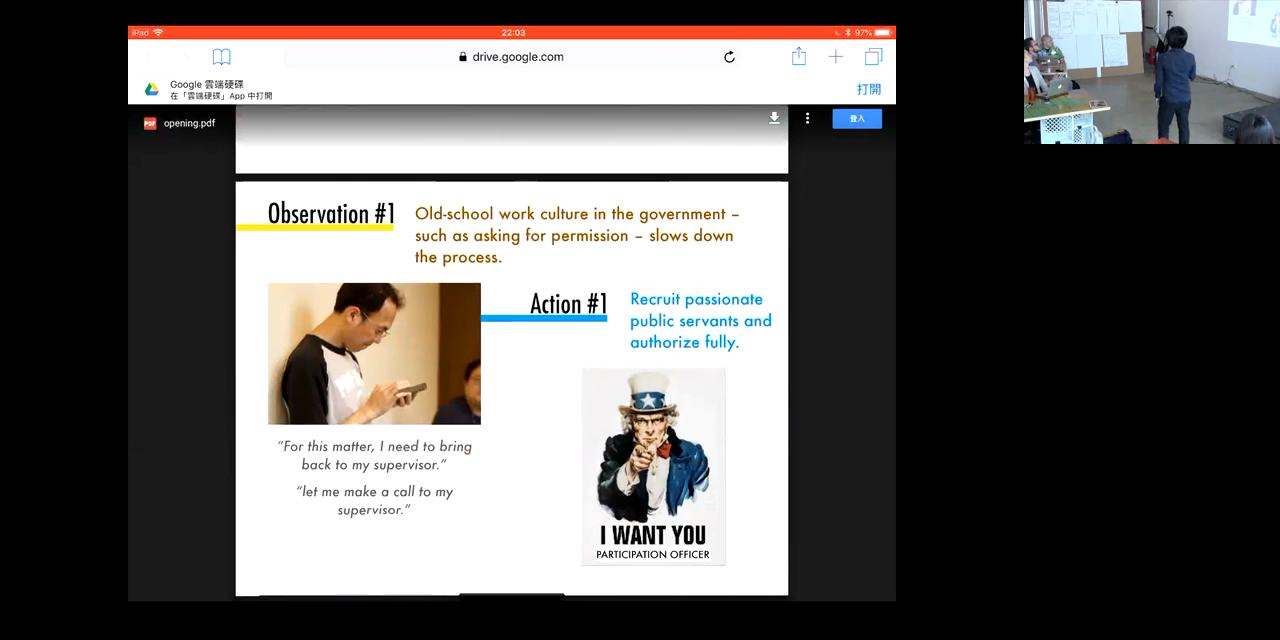 iPad
22:03
97%
drive.google.com
Google 雲端硬碟
在「雲端硬碟」App 中打開
打開
PDF
opening.pdf
登入
Observation #1
Old-school work culture in the government –
such as asking for permission – slows down
the process.
Action #1
Recruit passionate
public servants and
authorize fully.
“For this matter, I need to bring
back to my supervisor.”
“let me make a call to my
supervisor.”
I WANT YOU
PARTICIPATION OFFICER